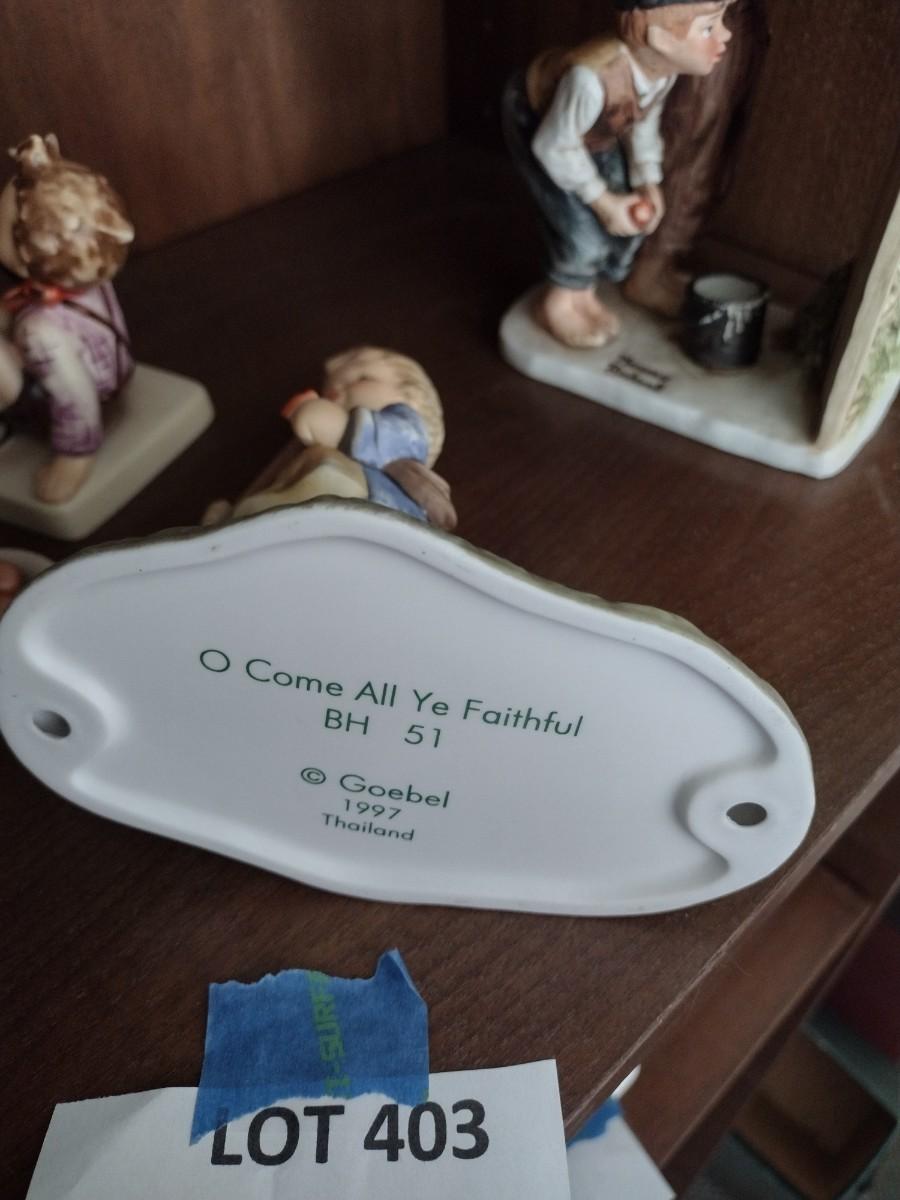 O Come All Ye Faithful
BH 51
© Goebel
1997
Thailand
LOT 403